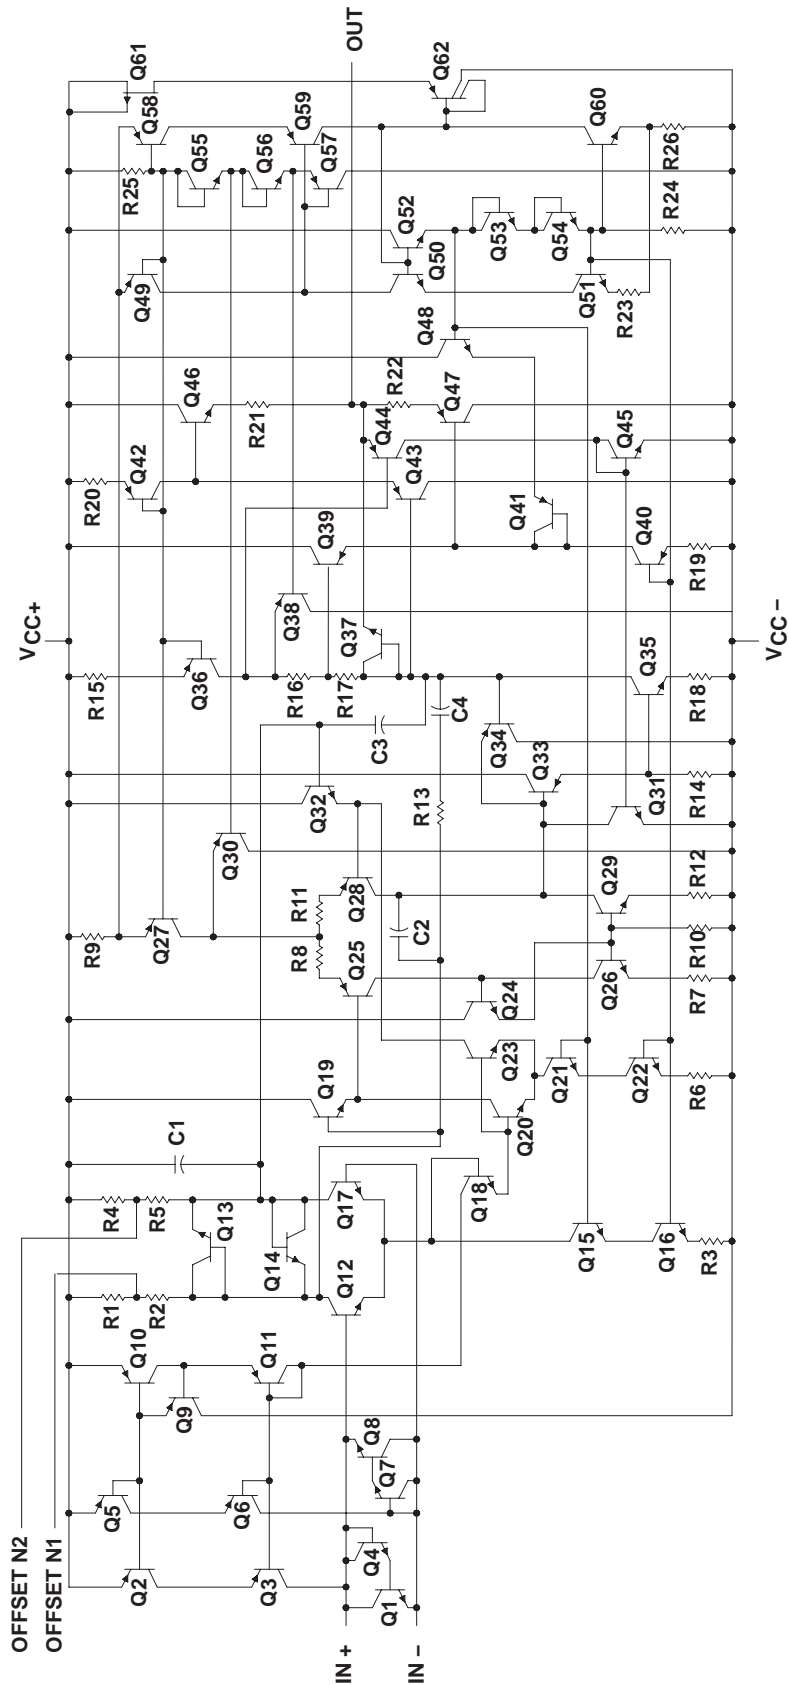 OFFSET N2
OFFSET N1
VCC+
R1
R4
R9
R15
R20
R25
Q61
Q5
Q2
Q10
R2
R5
C1
Q27
Q36
Q42
Q49
Q58
Q9
Q13
Q46
Q55
Q6
Q3
Q11
Q14
Q30
R21
Q56
Q38
R16
Q59
R8
R11
Q32
Q19
Q39
Q57
Q12
Q17
Q25
Q28
R17
Q37
C3
OUT
IN +
Q4
Q8
Q1
Q7
Q44
R22
Q43
Q47
Q48
Q50
Q52
Q62
C2
R13
C4
IN −
Q18
Q24
Q34
Q41
Q53
Q23
Q20
Q33
Q54
Q21
Q15
Q26
Q29
Q45
Q51
Q60
Q22
Q16
Q31
Q35
Q40
R23
R3
R6
R7
R10
R12
R14
R18
R19
R24
R26
VCC −